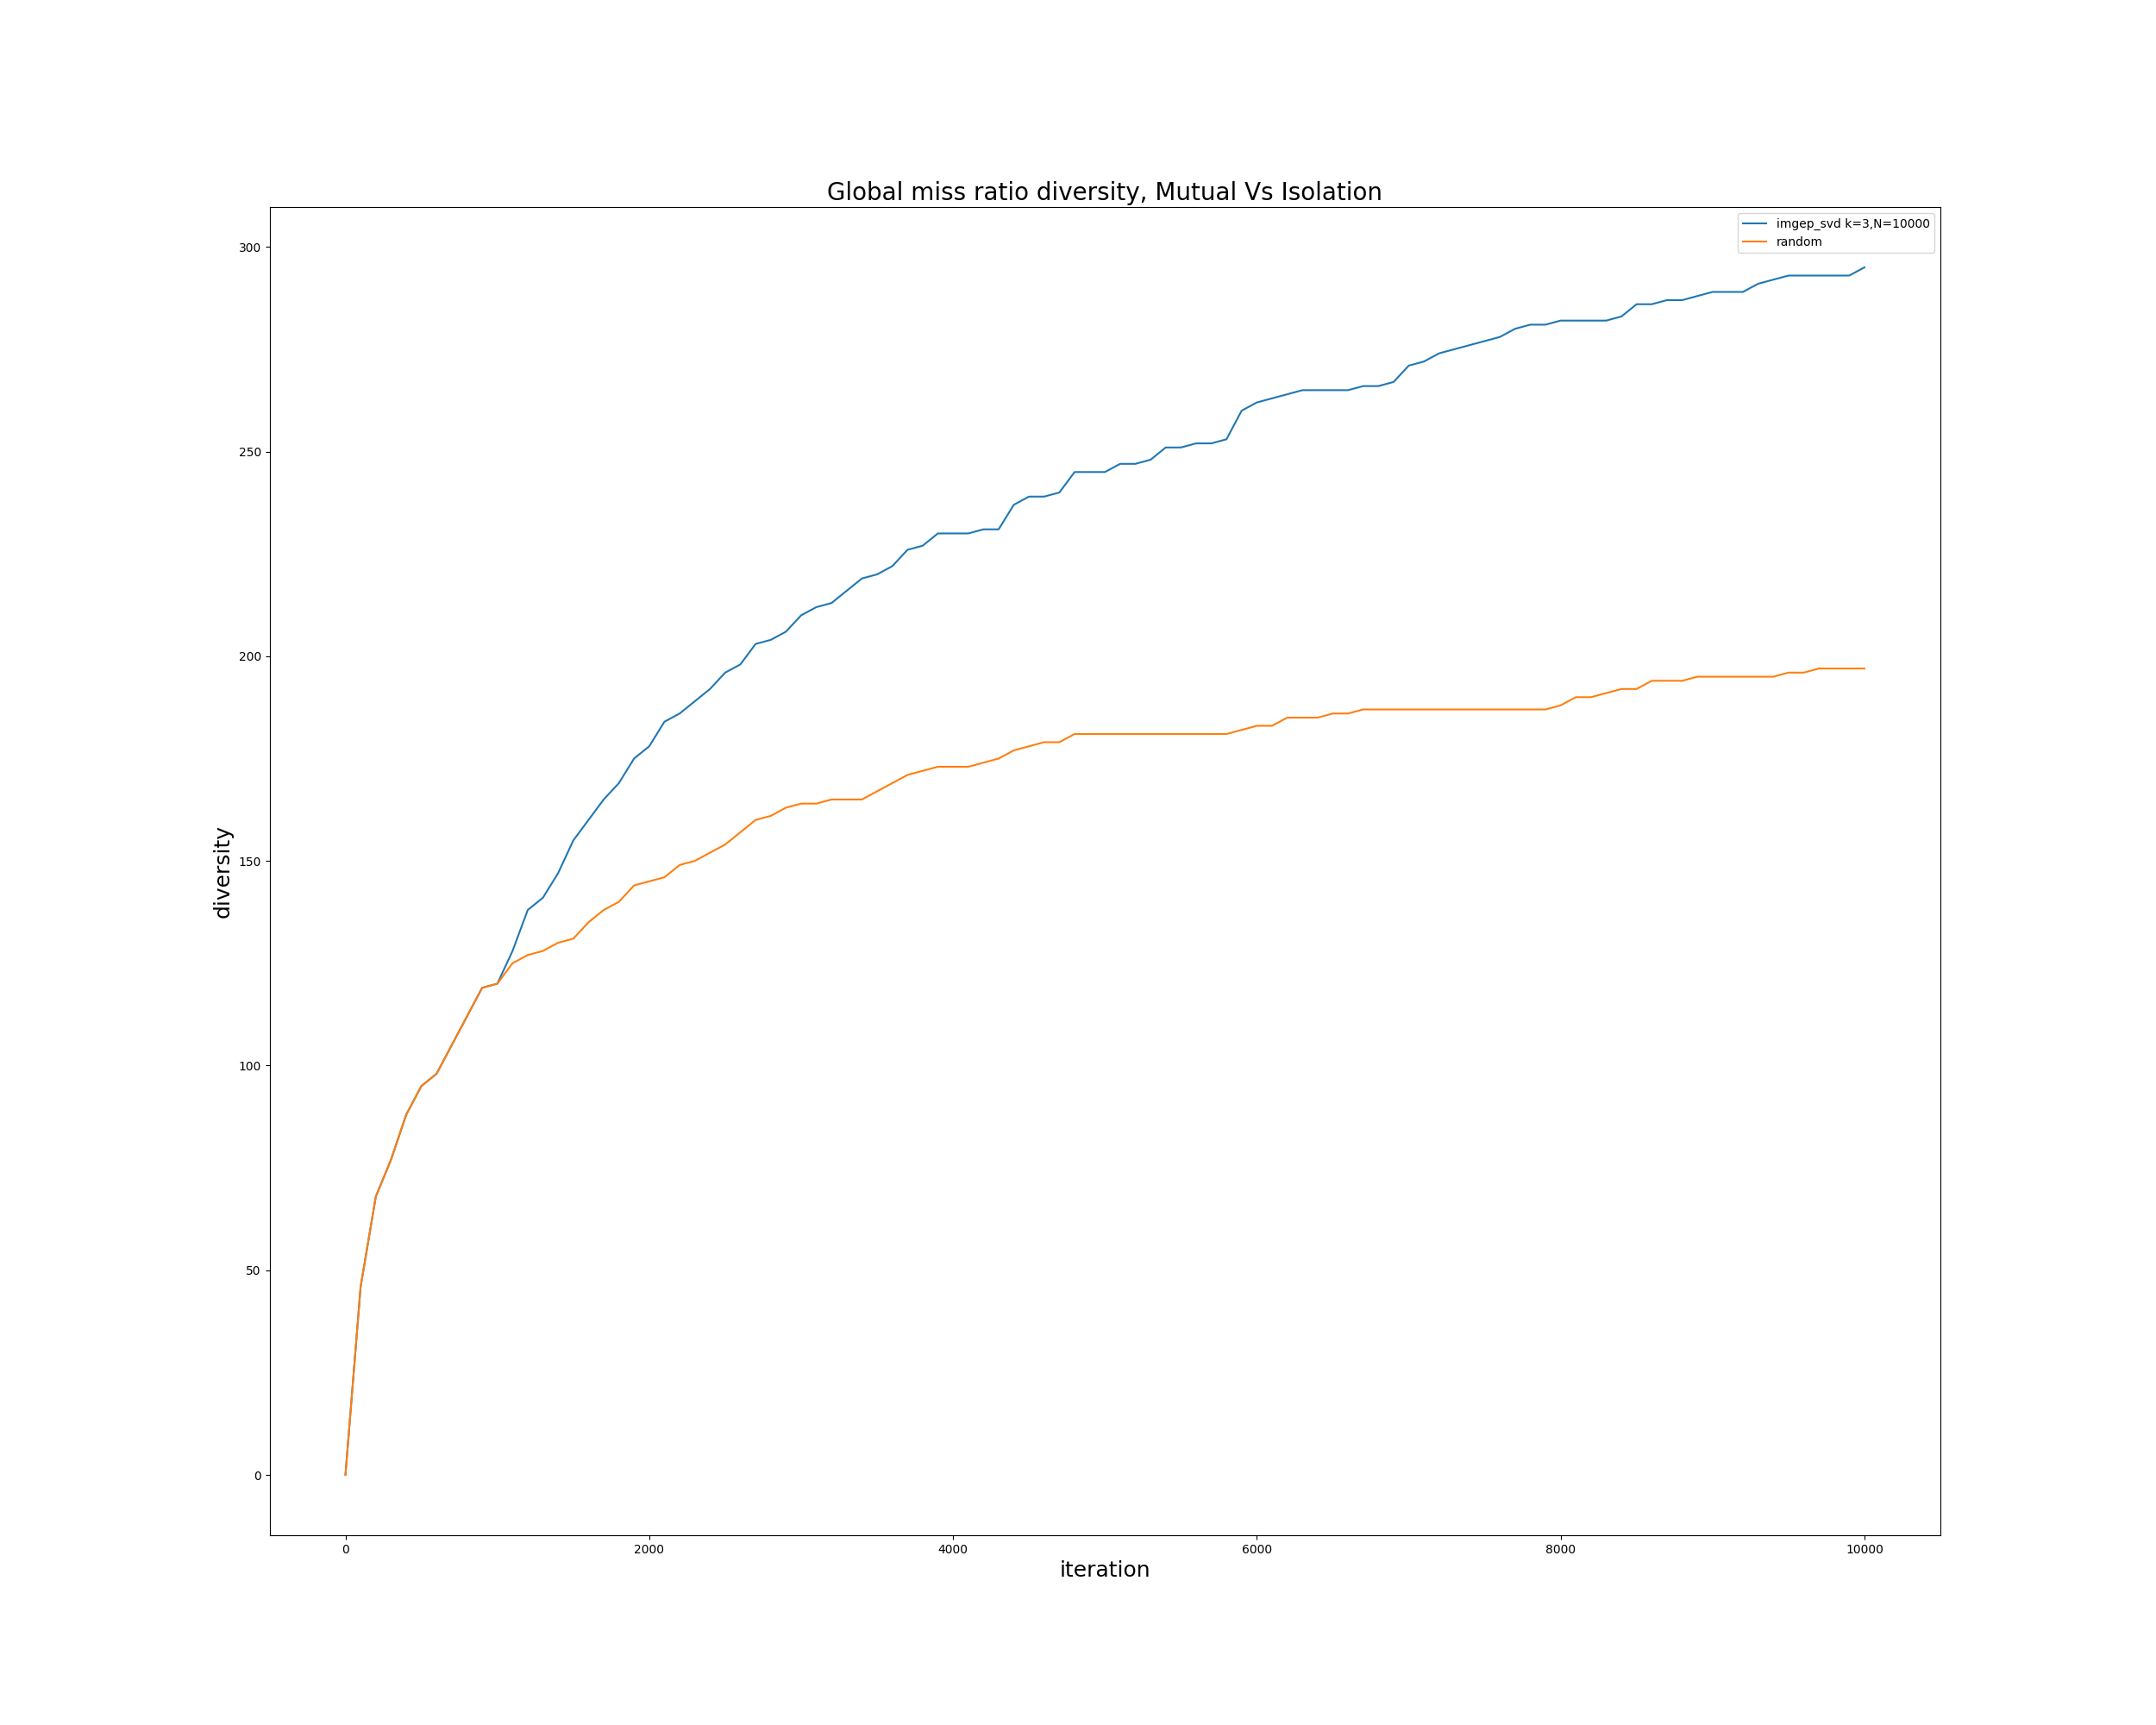 Global miss ratio diversity, Mutual Vs Isolation
imgep_svd k=3,N=10000
random
300
250
200
150
100
50
0
diversity
0 2000 4000 6000 8000 10000
iteration